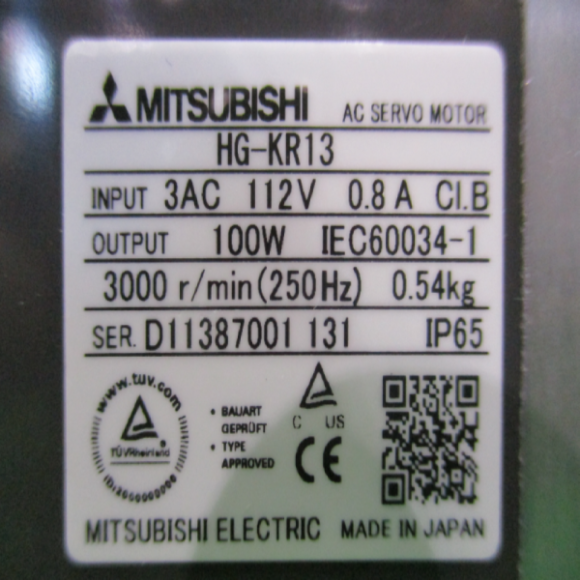 MITSUBISHI AC SERVO MOTOR
HG-KR13
INPUT 3AC 112V 0.8A CI.B
OUTPUT 100W IEC60034-1
3000 r/min(250Hz) 0.54kg
SER. D11387001 131 IP65
www.tuv.com
TÜVRheinland
• BAUART
GEPRÜFT
• TYPE
APPROVED
C US
CE
MITSUBISHI ELECTRIC MADE IN JAPAN